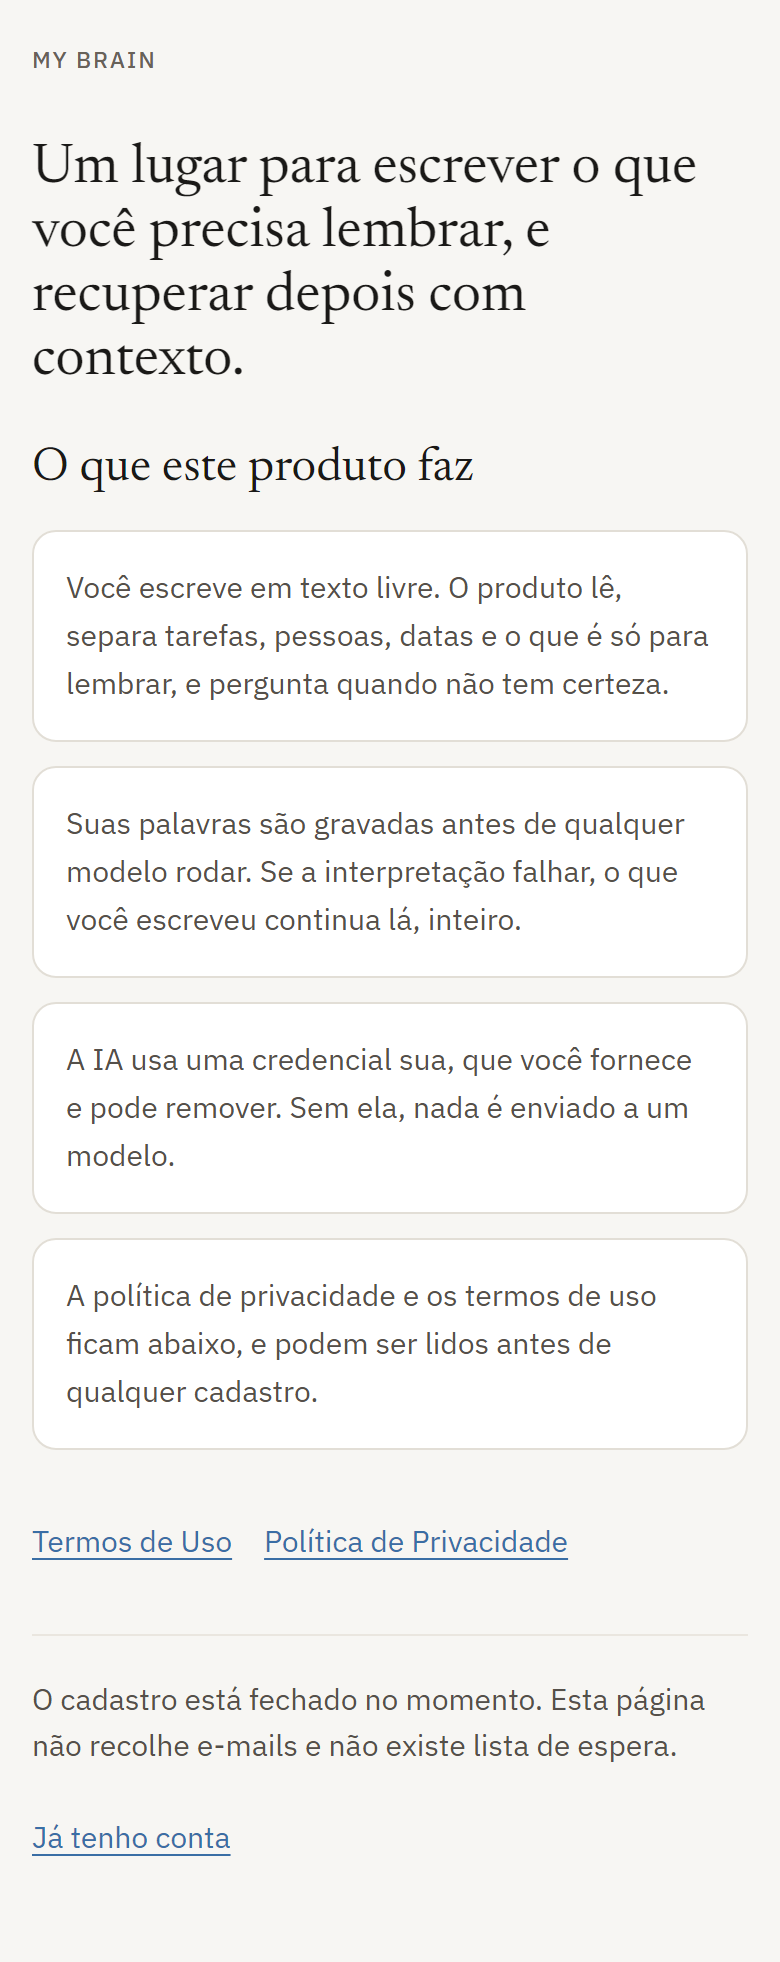 MY BRAIN
Um lugar para escrever o que
você precisa lembrar, e
recuperar depois com
contexto.
O que este produto faz
Você escreve em texto livre. O produto lê,
separa tarefas, pessoas, datas e o que é só para
lembrar, e pergunta quando não tem certeza.
Suas palavras são gravadas antes de qualquer
modelo rodar. Se a interpretação falhar, o que
você escreveu continua lá, inteiro.
A IA usa uma credencial sua, que você fornece
e pode remover. Sem ela, nada é enviado a um
modelo.
A política de privacidade e os termos de uso
ficam abaixo, e podem ser lidos antes de
qualquer cadastro.
Termos de Uso Política de Privacidade
O cadastro está fechado no momento. Esta página
não recolhe e-mails e não existe lista de espera.
Já tenho conta